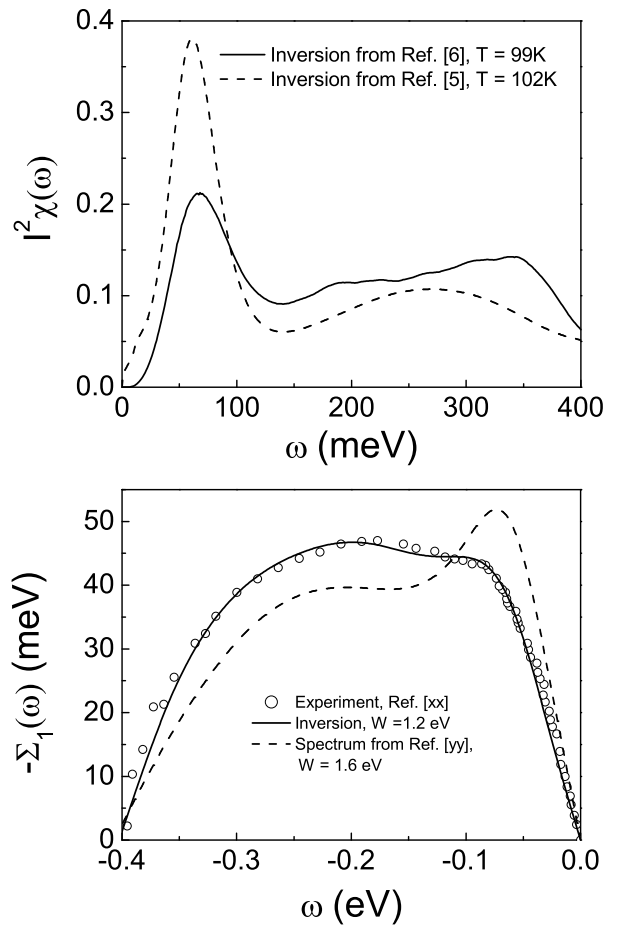 0.4
Inversion from Ref. [6], T = 99K
Inversion from Ref. [5], T = 102K
0.3
I²χ(ω)
0.2
0.1
0.0
0 100 200 300 400
ω (meV)
50
40
-Σ₁(ω) (meV)
30
20
Experiment, Ref. [xx]
Inversion, W =1.2 eV
Spectrum from Ref. [yy],
W = 1.6 eV
10
0
-0.4 -0.3 -0.2 -0.1 0.0
ω (eV)